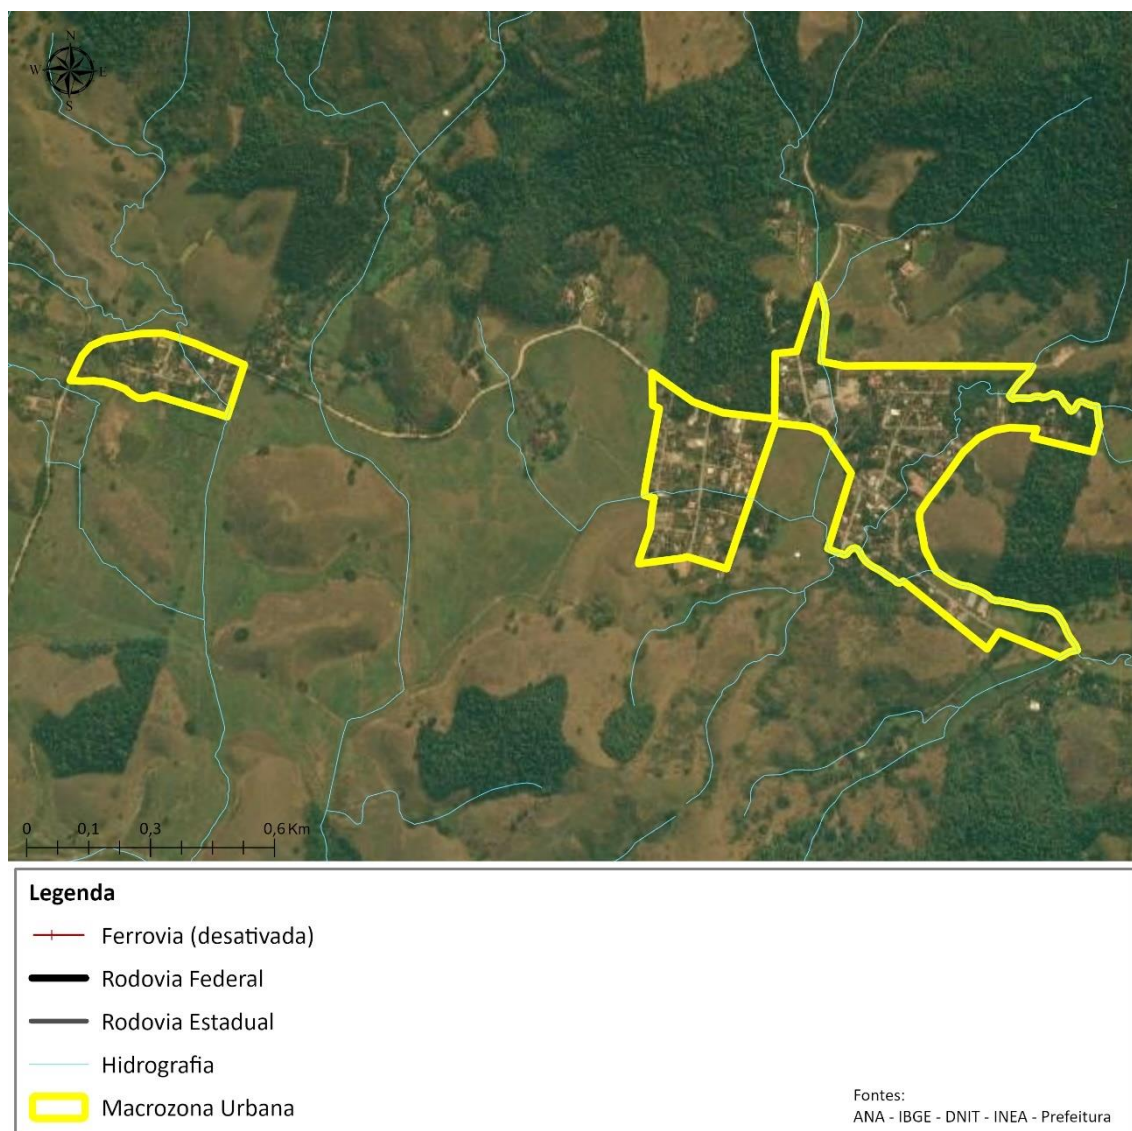 N
W E
S
0 0,1 0,3 0,6 Km
Legenda
Ferrovia (desativada)
Rodovia Federal
Rodovia Estadual
Hidrografia
Macrozona Urbana
Fontes:
ANA - IBGE - DNIT - INEA - Prefeitura